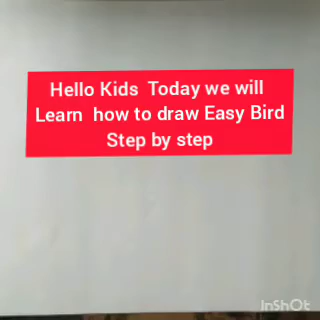 Hello Kids  Today we will
Learn  how to draw Easy Bird
Step by step
InShOt